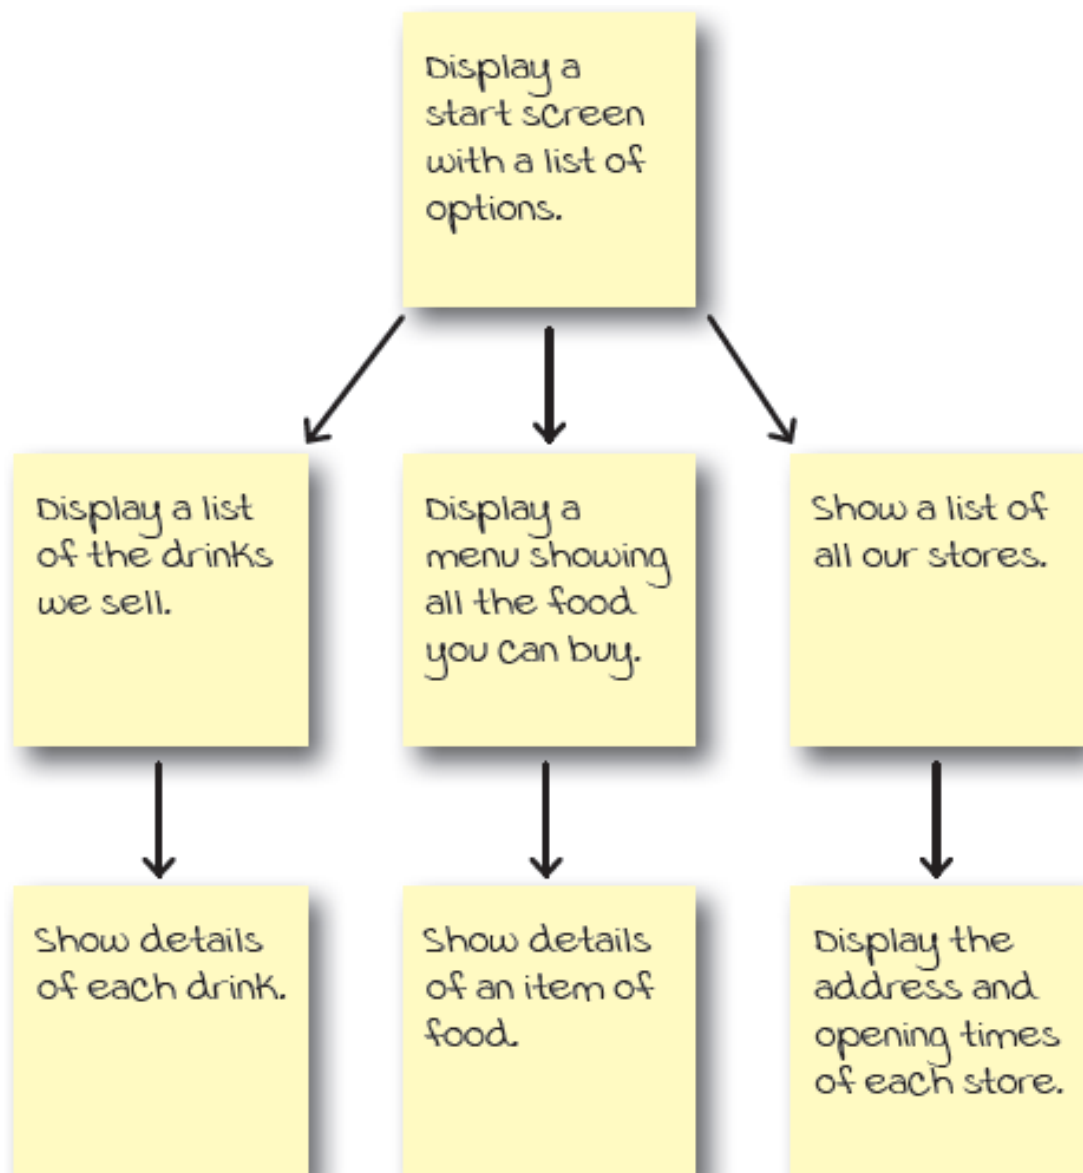 Display a
start screen
with a list of
options.
Display a list
of the drinks
we sell.
Display a
menu showing
all the food
you can buy.
Show a list of
all our stores.
Show details
of each drink.
Show details
of an item of
food.
Display the
address and
opening times
of each store.